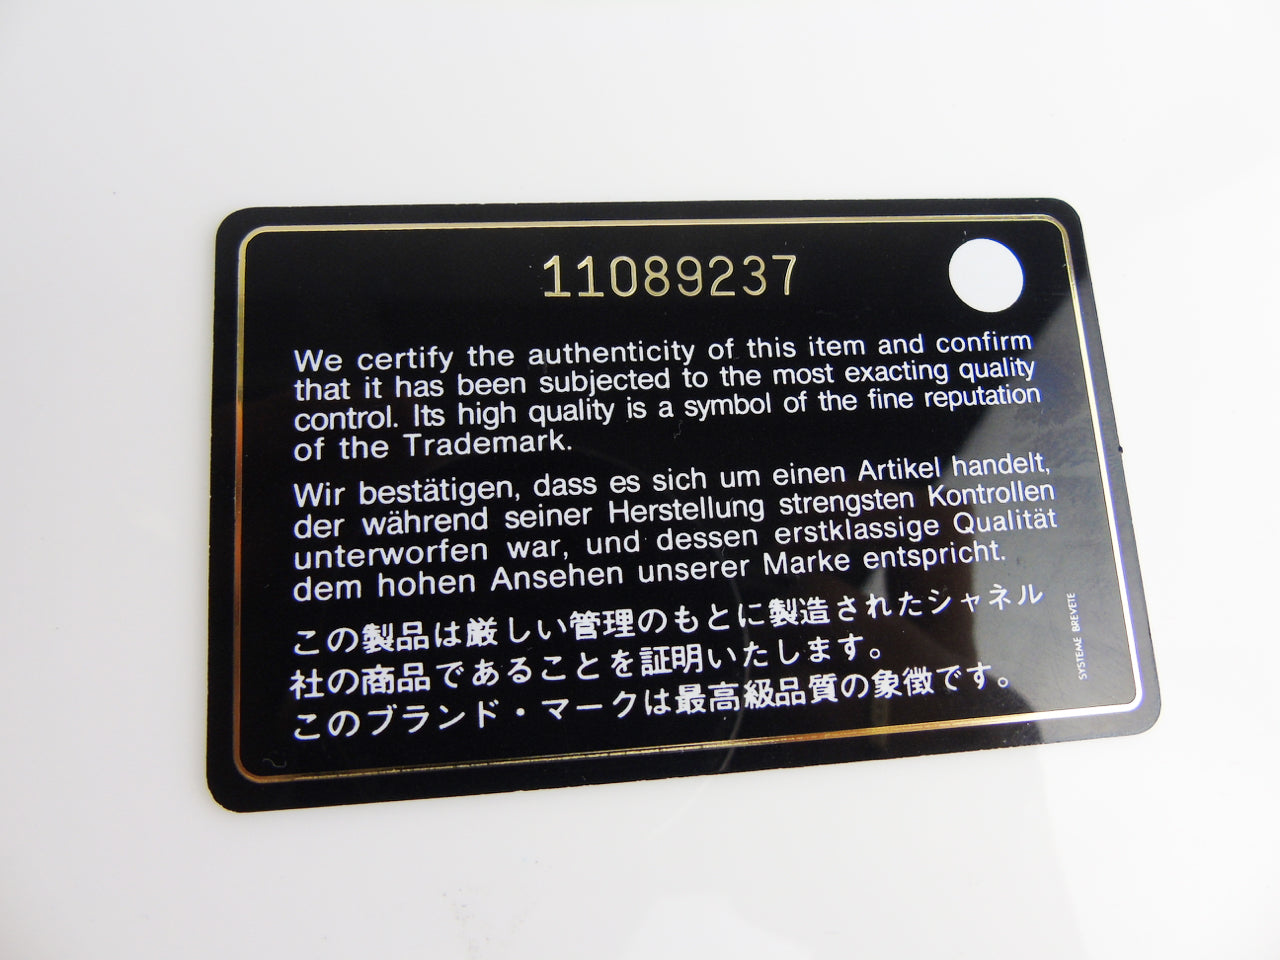 11089237
We certify the authenticity of this item and confirm
that it has been subjected to the most exacting quality
control. Its high quality is a symbol of the fine reputation
of the Trademark.
Wir bestätigen, dass es sich um einen Artikel handelt,
der während seiner Herstellung strengsten Kontrollen
unterworfen war, und dessen erstklassige Qualität
dem hohen Ansehen unserer Marke entspricht.
この製品は厳しい管理のもとに製造されたシャネル
社の商品であることを証明いたします。
このブランド・マークは最高級品質の象徴です。
SYSTEME BREVETE